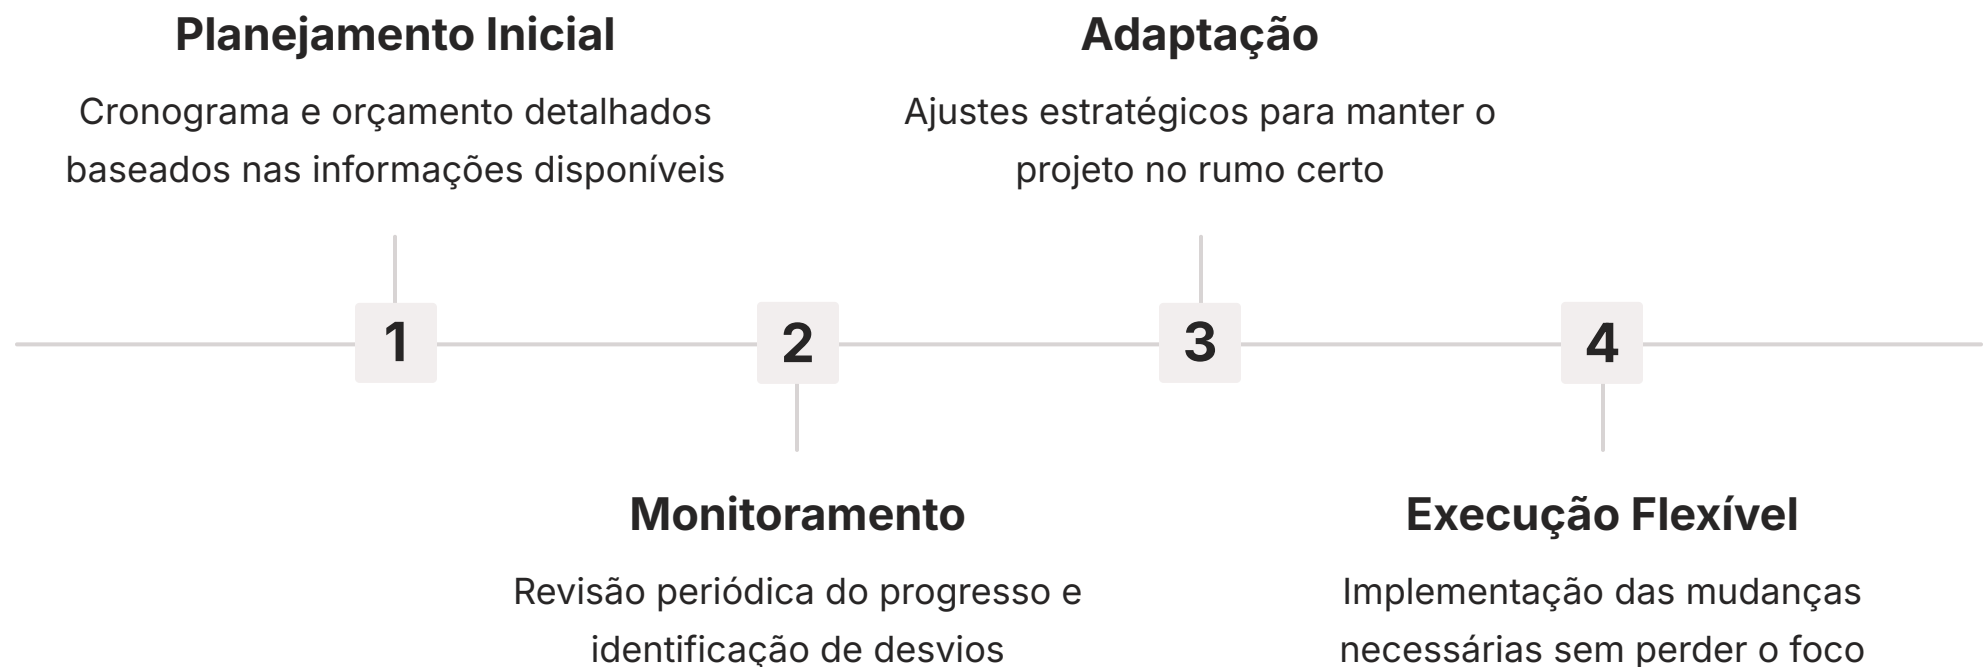 Planejamento Inicial
Cronograma e orçamento detalhados
baseados nas informações disponíveis
Adaptação
Ajustes estratégicos para manter o
projeto no rumo certo
1
2
3
4
Monitoramento
Revisão periódica do progresso e
identificação de desvios
Execução Flexível
Implementação das mudanças
necessárias sem perder o foco